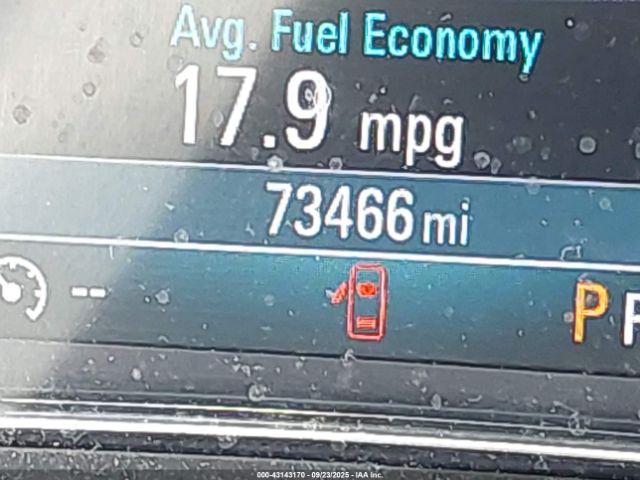 Avg. Fuel Economy
17.9 mpg
73466 mi
--
P
000-43143170 - 09/23/2025 - IAA Inc.